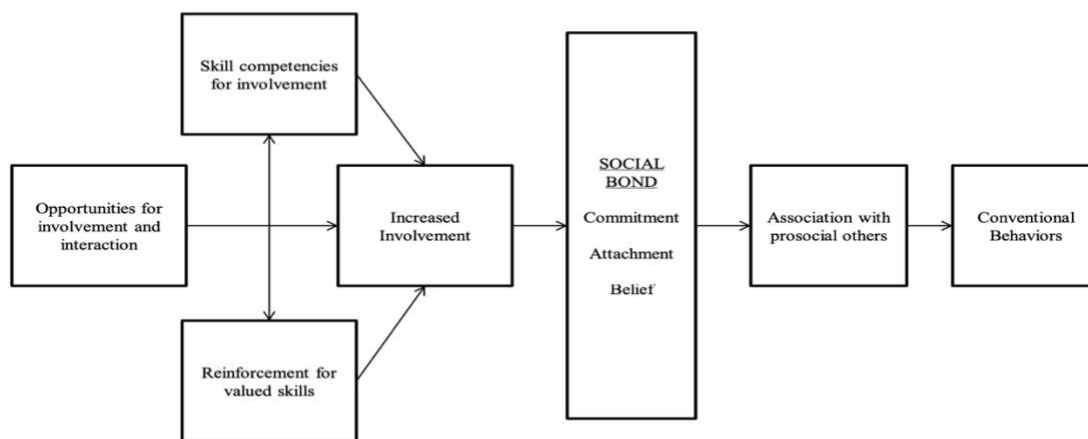 Skill competencies
for involvement
Opportunities for
involvement and
interaction
Increased
Involvement
Reinforcement for
valued skills
SOCIAL
BOND
Commitment
Attachment
Belief
Association with
prosocial others
Conventional
Behaviors